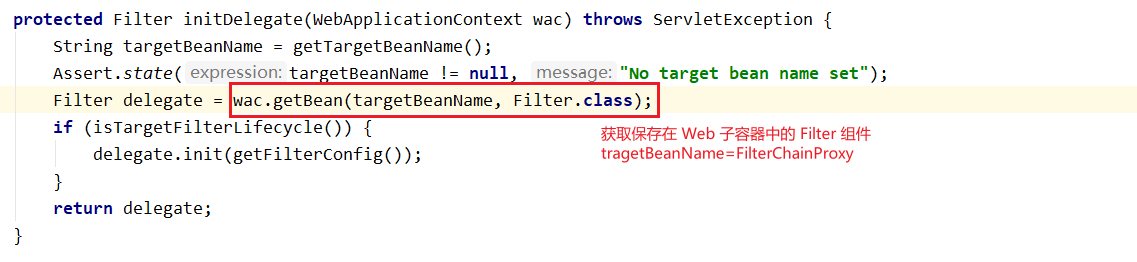 protected Filter initDelegate(WebApplicationContext wac) throws ServletException {
String targetBeanName = getTargetBeanName();
Assert.state( expression: targetBeanName != null, message: "No target bean name set");
Filter delegate = wac.getBean(targetBeanName, Filter.class);
if (isTargetFilterLifecycle()) {
获取保存在 Web 子容器中的 Filter 组件
delegate.init(getFilterConfig());
tragetBeanName=FilterChainProxy
}
return delegate;
}